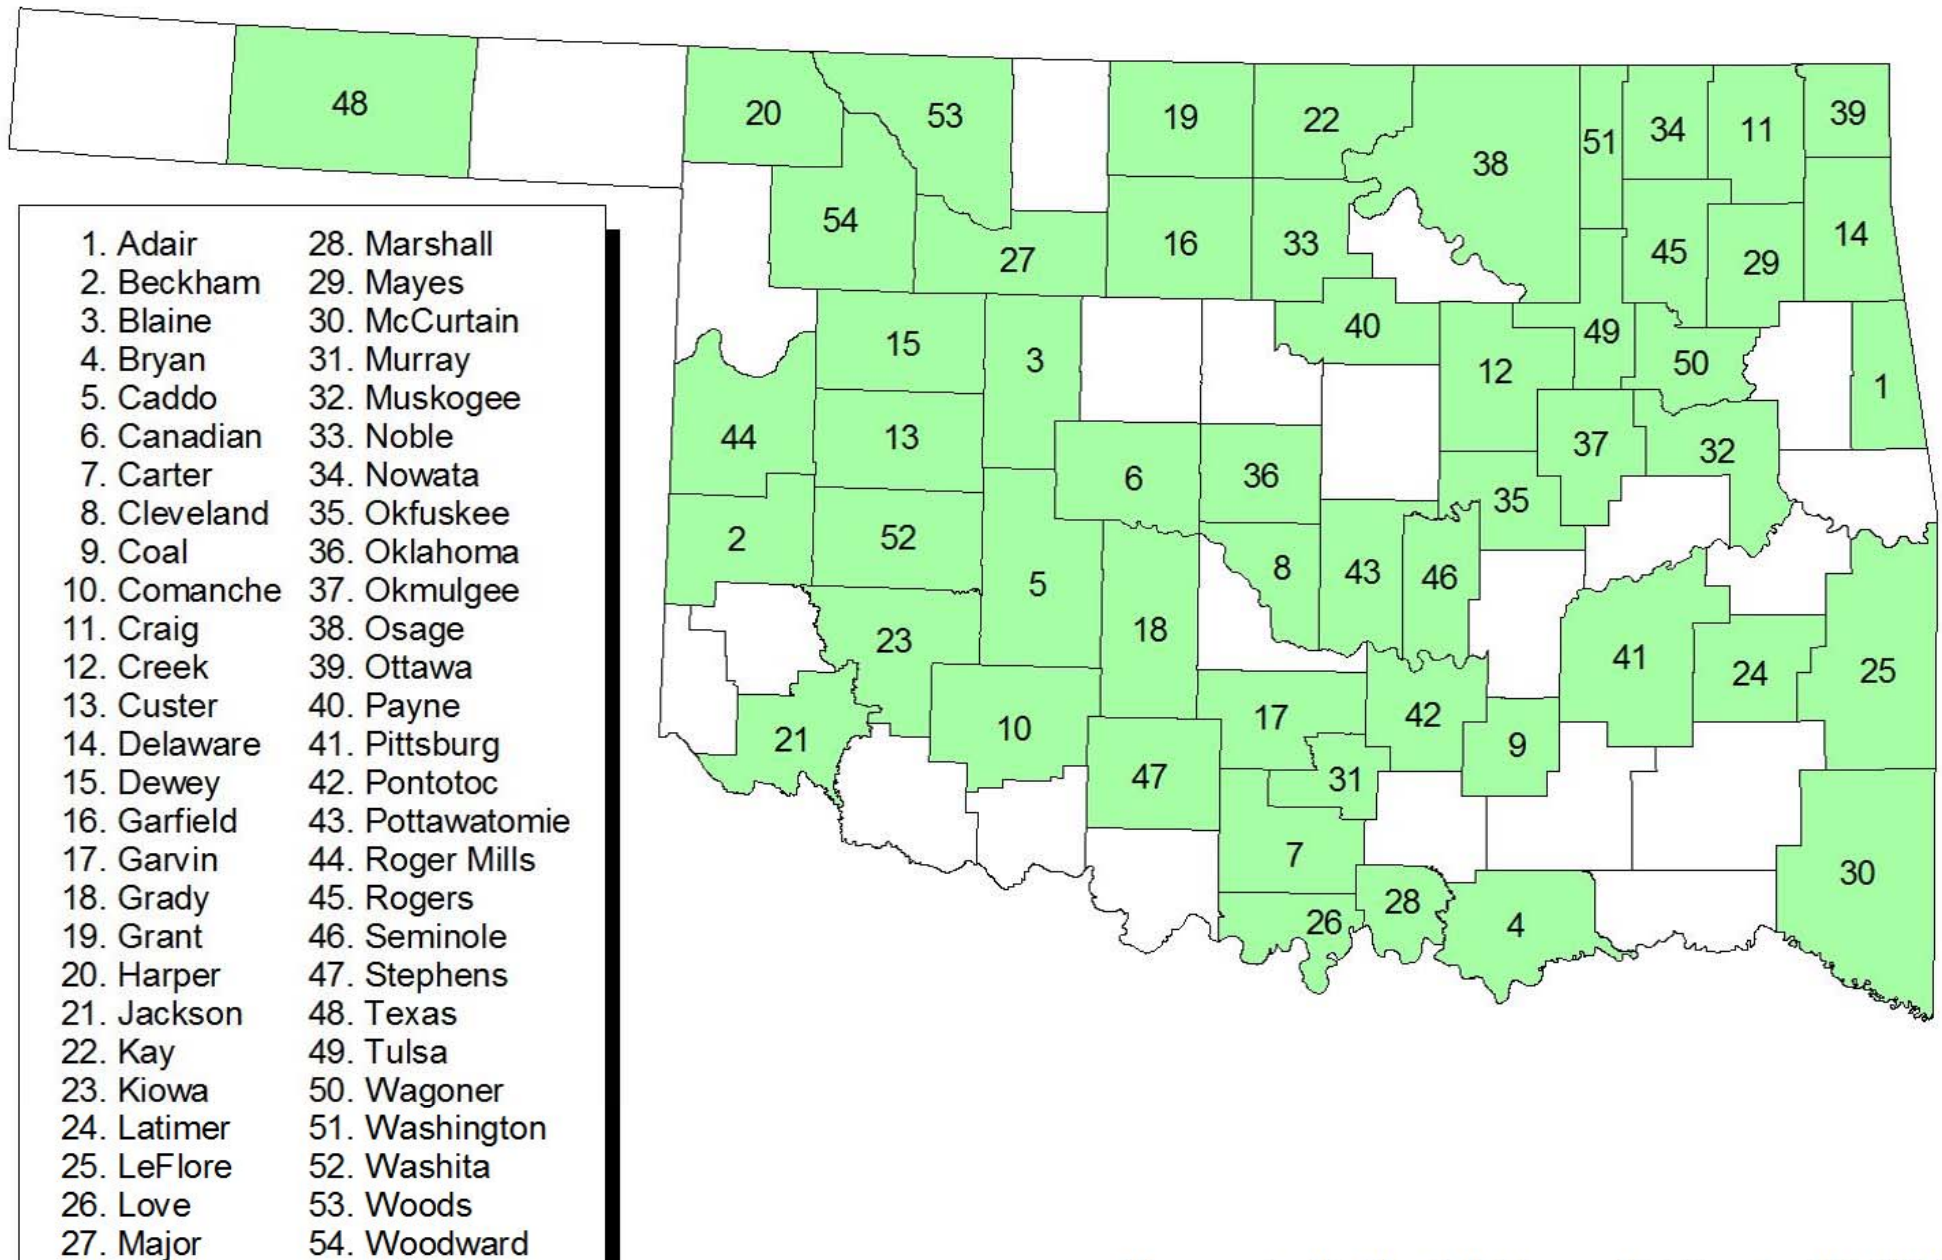 48
20
53
19
22
38
51
34
11
39
54
27
16
33
45
29
14
40
15
3
12
49
50
1
44
13
6
36
37
32
35
2
52
5
18
8
43
46
23
41
24
25
21
10
17
42
9
47
31
7
30
28
26
4
1. Adair 28. Marshall
2. Beckham 29. Mayes
3. Blaine 30. McCurtain
4. Bryan 31. Murray
5. Caddo 32. Muskogee
6. Canadian 33. Noble
7. Carter 34. Nowata
8. Cleveland 35. Okfuskee
9. Coal 36. Oklahoma
10. Comanche 37. Okmulgee
11. Craig 38. Osage
12. Creek 39. Ottawa
13. Custer 40. Payne
14. Delaware 41. Pittsburg
15. Dewey 42. Pontotoc
16. Garfield 43. Pottawatomie
17. Garvin 44. Roger Mills
18. Grady 45. Rogers
19. Grant 46. Seminole
20. Harper 47. Stephens
21. Jackson 48. Texas
22. Kay 49. Tulsa
23. Kiowa 50. Wagoner
24. Latimer 51. Washington
25. LeFlore 52. Washita
26. Love 53. Woods
27. Major 54. Woodward